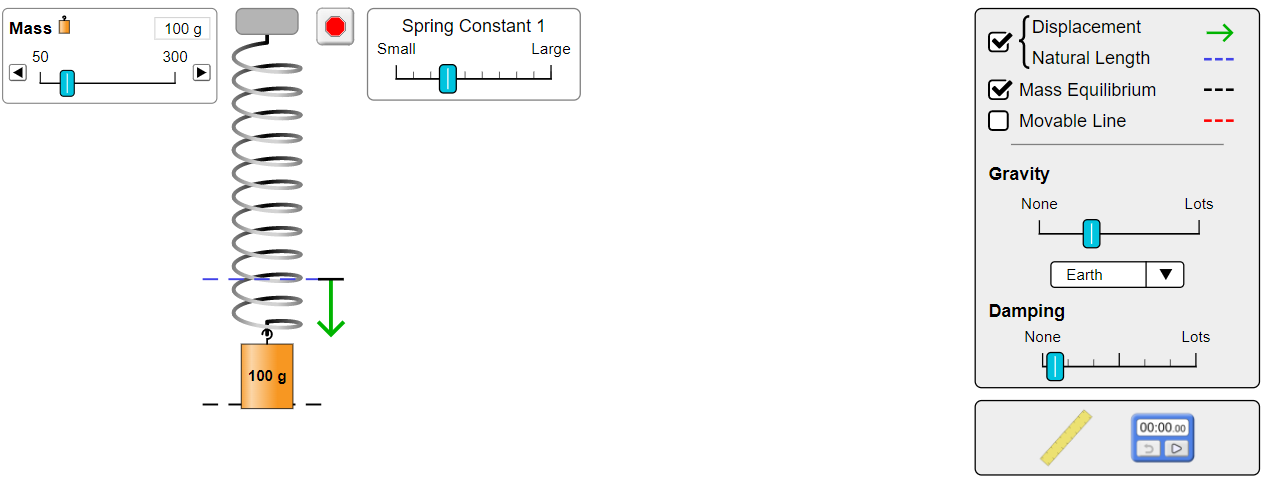 Mass
100 g
50
300
Spring Constant 1
Small
Large
100 g
Displacement
Natural Length
Mass Equilibrium
Movable Line
Gravity
None
Lots
Earth
Damping
None
Lots
00:00.00